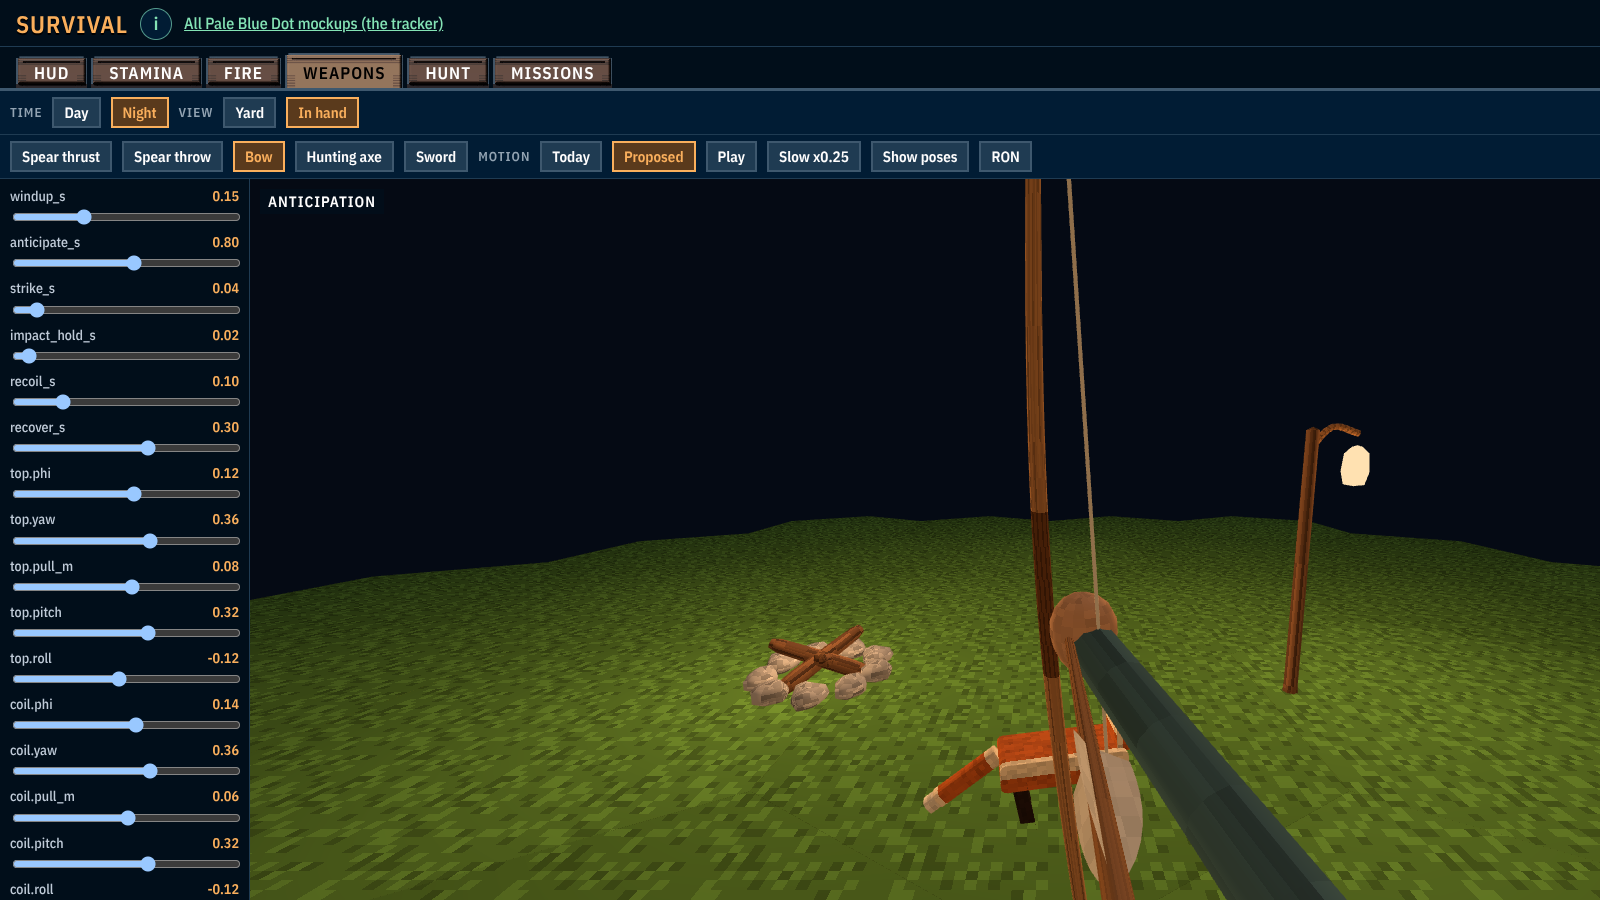 SURVIVAL i All Pale Blue Dot mockups (the tracker)
HUD STAMINA FIRE WEAPONS HUNT MISSIONS
TIME Day Night VIEW Yard In hand
Spear thrust Spear throw Bow Hunting axe Sword MOTION Today Proposed Play Slow x0.25 Show poses RON
windup_s 0.15
ANTICIPATION
anticipate_s 0.80
strike_s 0.04
impact_hold_s 0.02
recoil_s 0.10
recover_s 0.30
top.phi 0.12
top.yaw 0.36
top.pull_m 0.08
top.pitch 0.32
top.roll -0.12
coil.phi 0.14
coil.yaw 0.36
coil.pull_m 0.06
coil.pitch 0.32
coil.roll -0.12